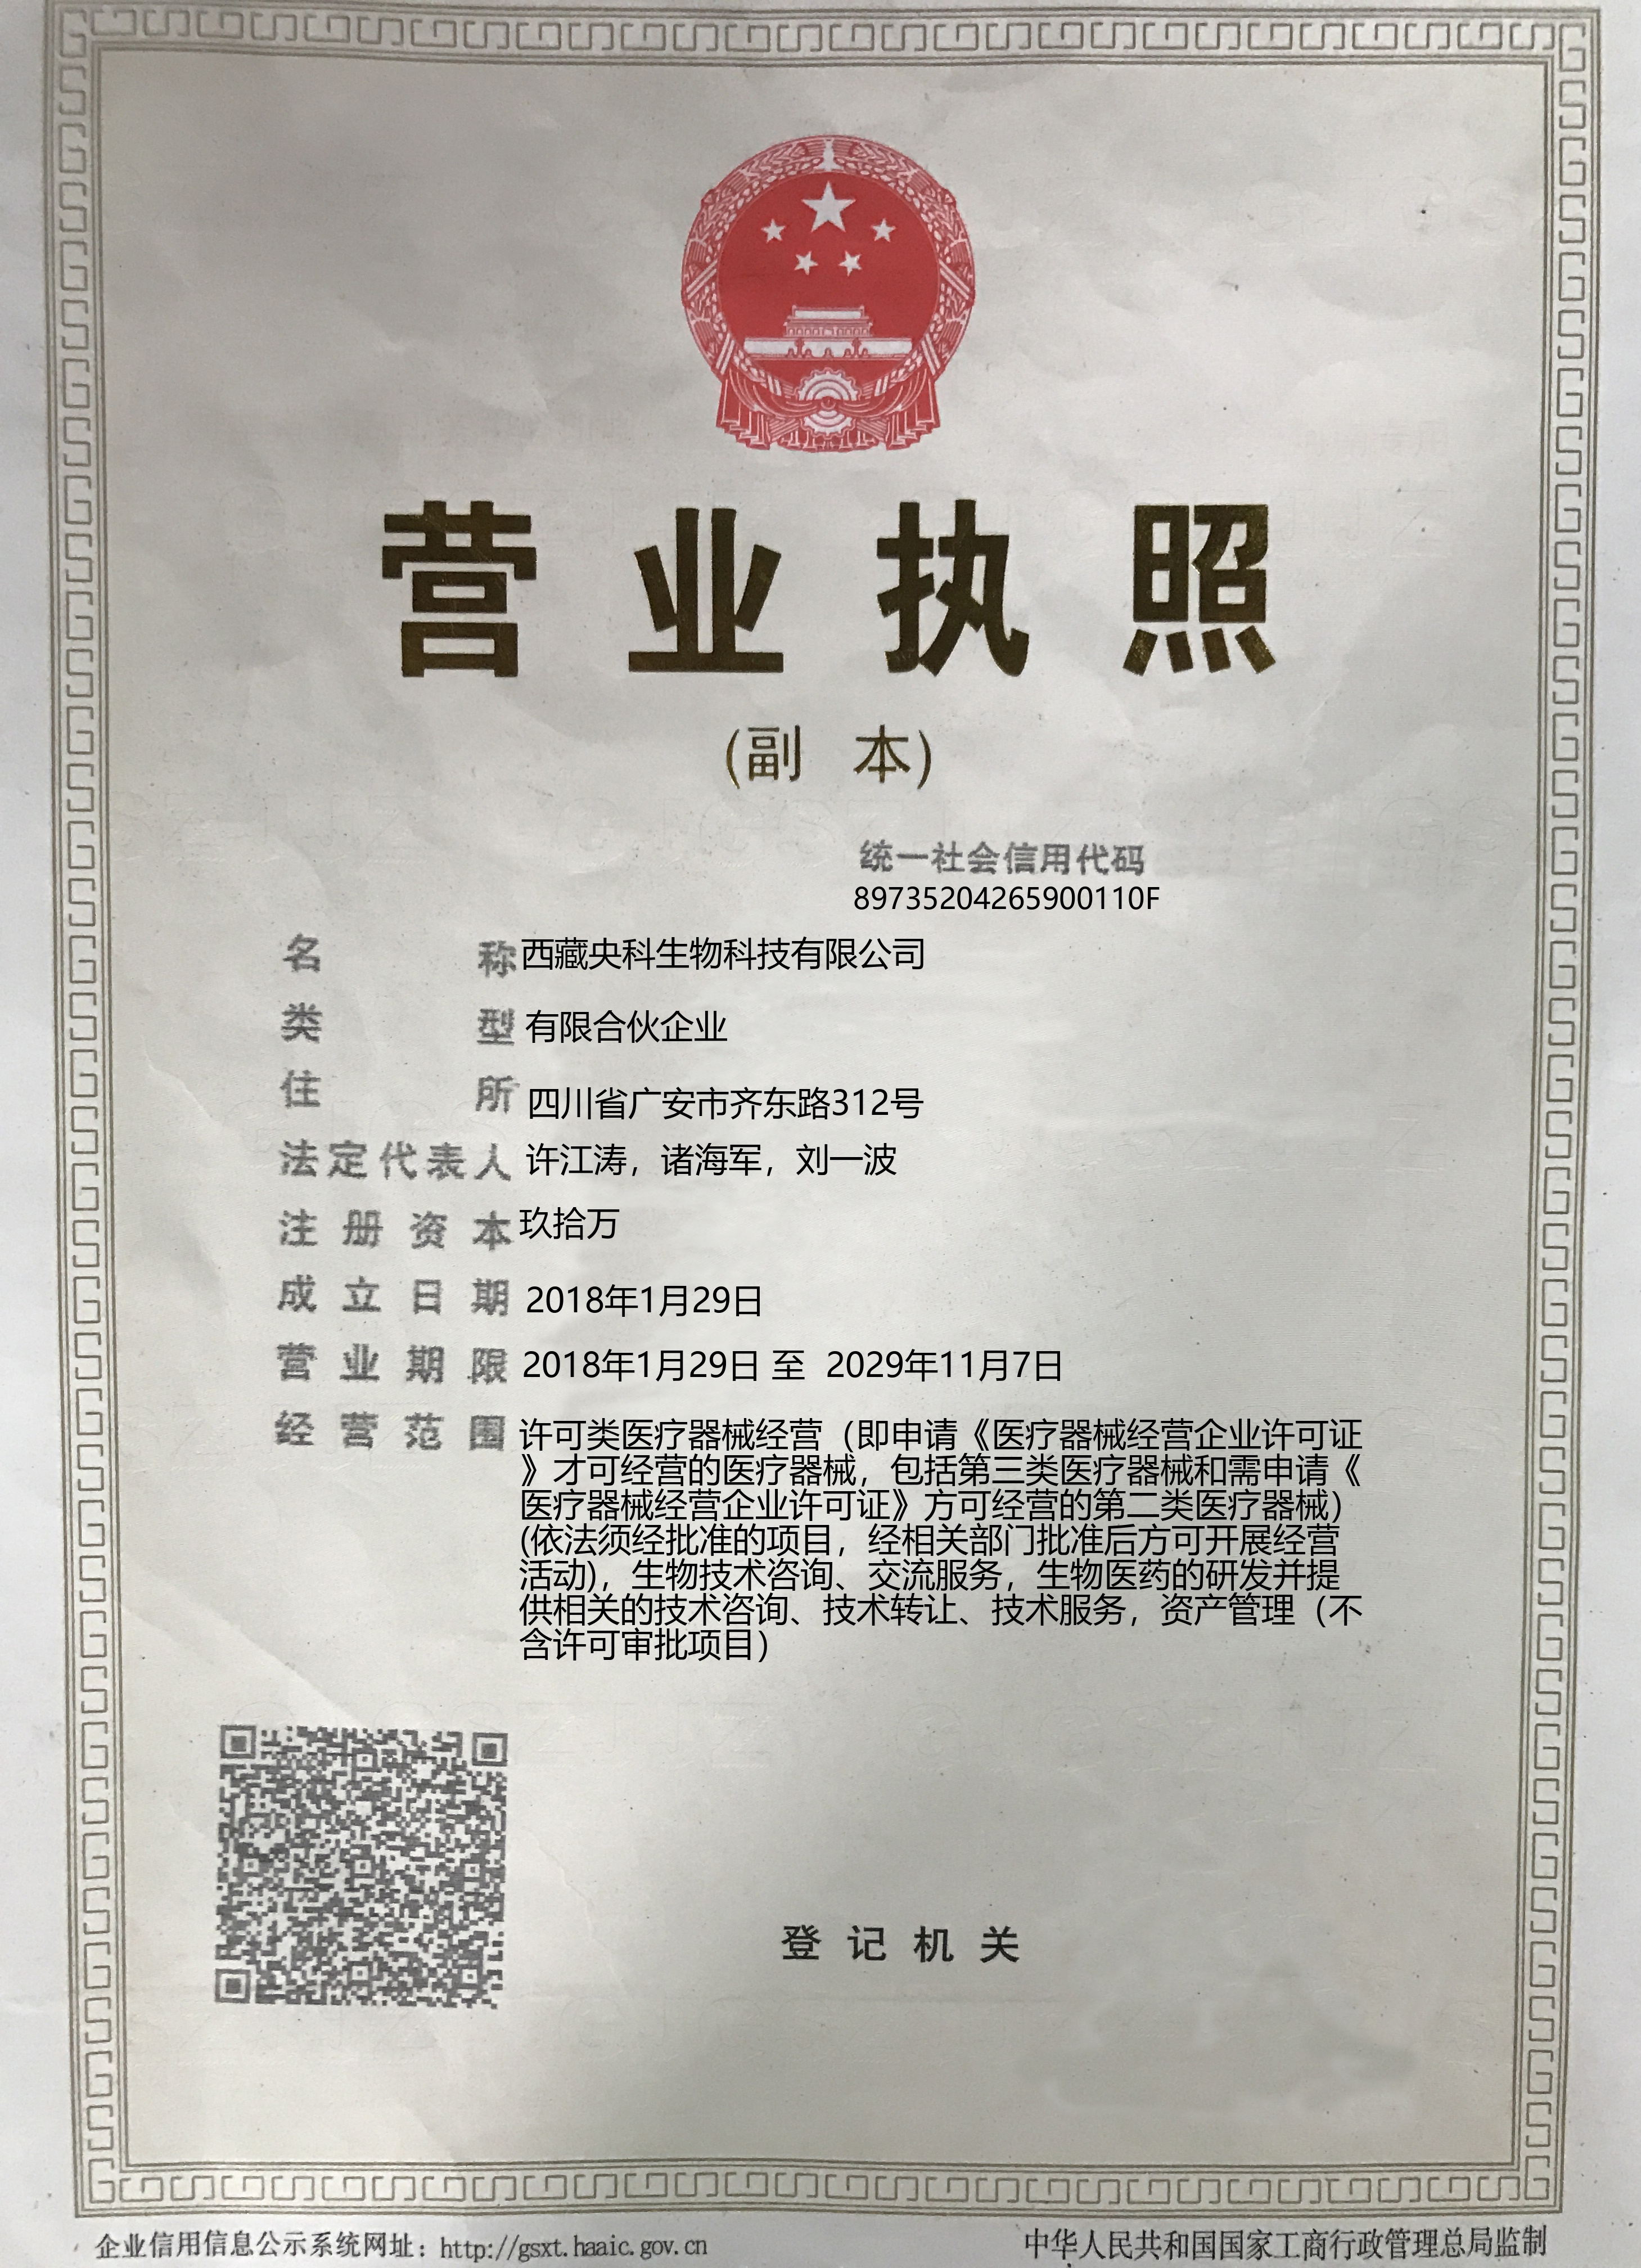 营业执照
(副 本)
统一社会信用代码
89735204265900110F
名 称 西藏央科生物科技有限公司
类 型 有限合伙企业
住 所 四川省广安市齐东路312号
法定代表人 许江涛，诸海军，刘一波
注册资本 玖拾万
成立日期 2018年1月29日
营业期限 2018年1月29日 至 2029年11月7日
经营范围 许可类医疗器械经营（即申请《医疗器械经营企业许可证
》才可经营的医疗器械，包括第三类医疗器械和需申请《
医疗器械经营企业许可证》方可经营的第二类医疗器械）
(依法须经批准的项目，经相关部门批准后方可开展经营
活动)，生物技术咨询、交流服务，生物医药的研发并提
供相关的技术咨询、技术转让、技术服务，资产管理（不
含许可审批项目）
登记机关
企业信用信息公示系统网址：http://gsxt.haaic.gov.cn
中华人民共和国国家工商行政管理总局监制